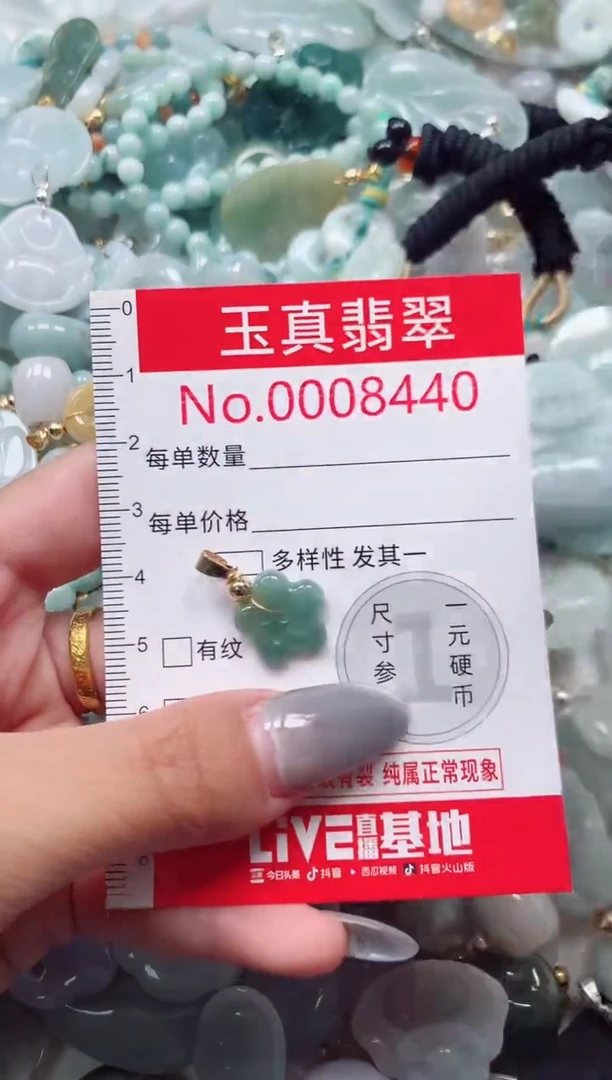 玉真翡翠
No.0008440
0
1
2
3
4
5
6
每单数量
每单价格
多样性 发其一
有纹
尺寸参
一元硬币
1
有裂 纯属正常现象
LiVE直播基地
今日头条 抖音 西瓜视频 抖音火山版